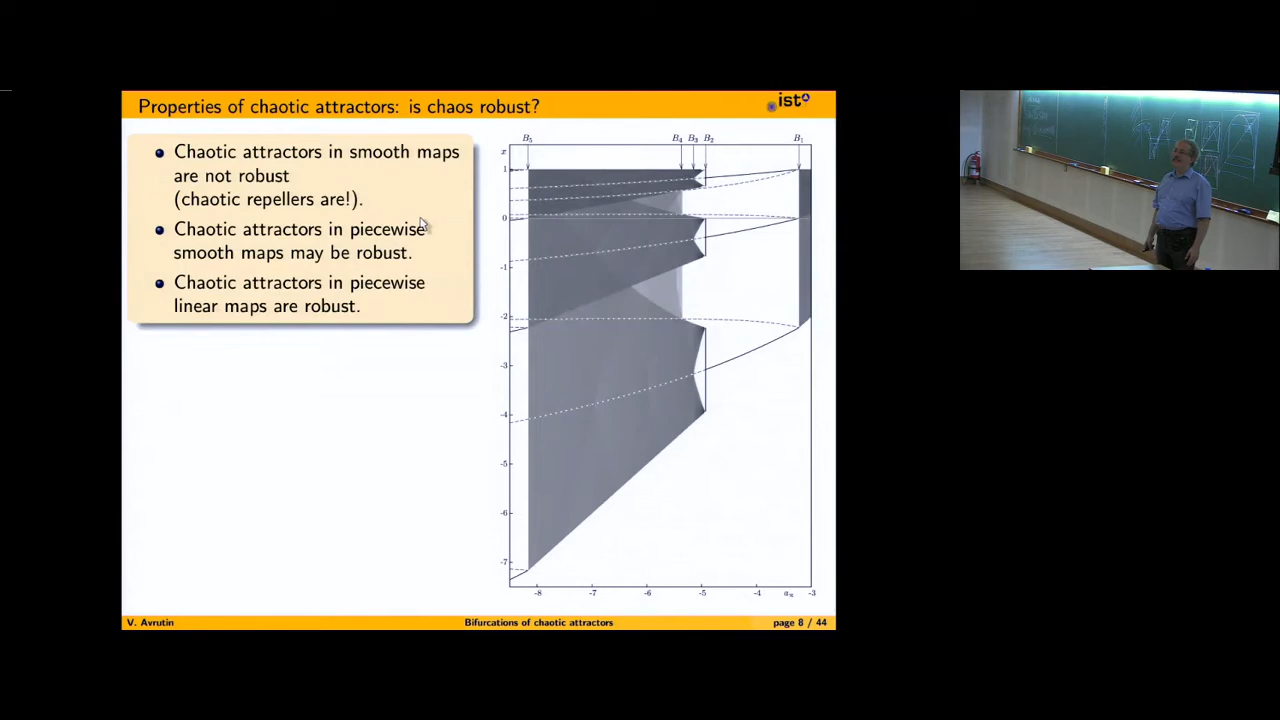 Properties of chaotic attractors: is chaos robust?
ist
Chaotic attractors in smooth maps
are not robust
(chaotic repellers are!).
Chaotic attractors in piecewise
smooth maps may be robust.
Chaotic attractors in piecewise
linear maps are robust.
B5 B4 B3 B2 B1
x
1
0
-1
-2
-3
-4
-5
-6
-7
-8 -7 -6 -5 -4 -3
V. Avrutin Bifurcations of chaotic attractors page 8 / 44